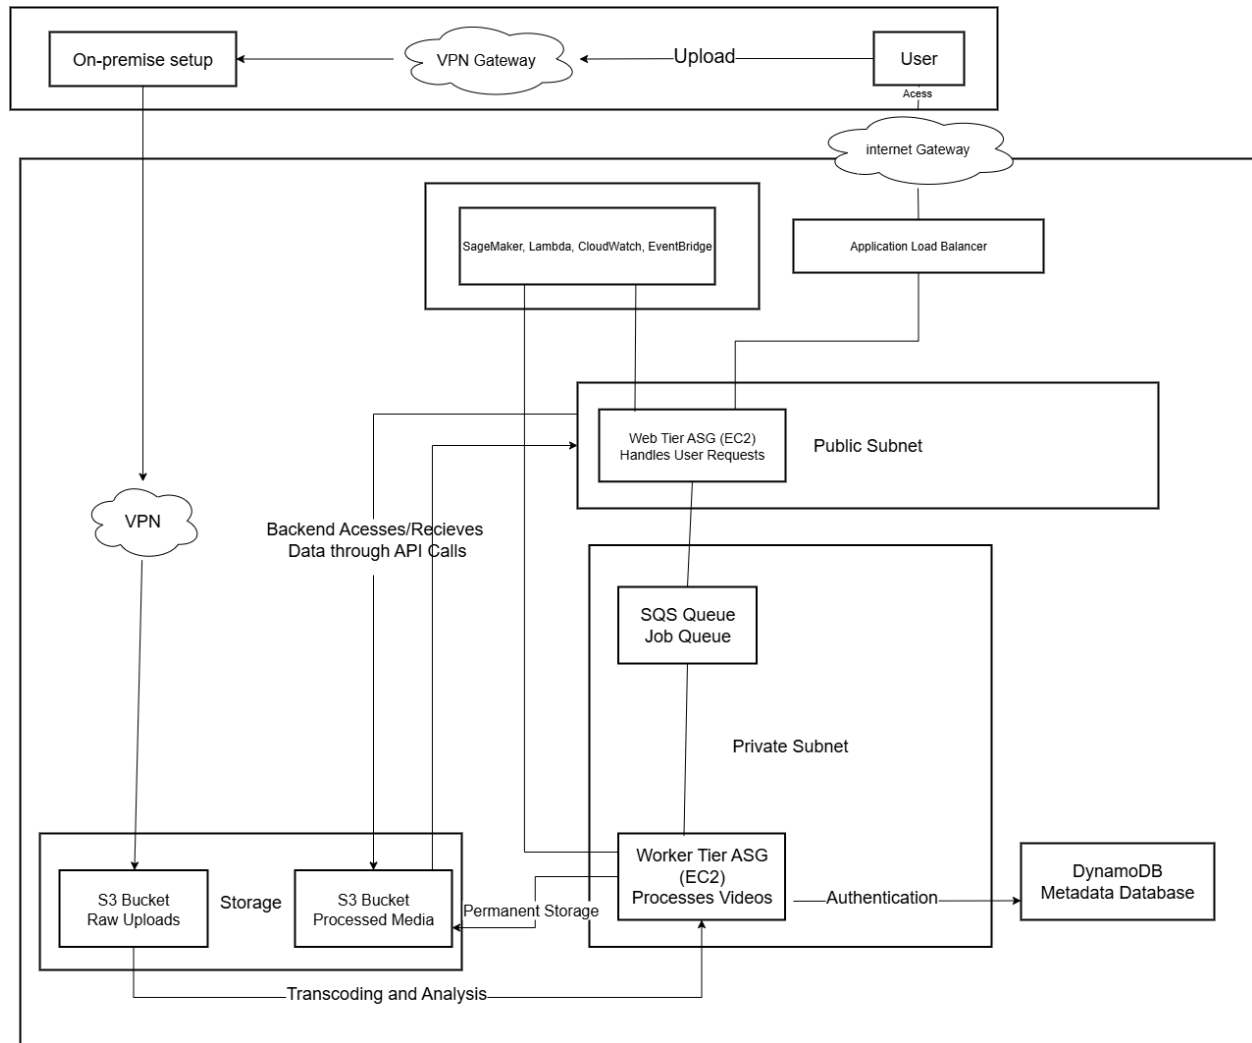 On-premise setup
VPN Gateway
Upload
User
Acess
internet Gateway
SageMaker, Lambda, CloudWatch, EventBridge
Application Load Balancer
Web Tier ASG (EC2)
Handles User Requests
Public Subnet
VPN
Backend Acesses/Recieves
Data through API Calls
SQS Queue
Job Queue
Private Subnet
Worker Tier ASG
(EC2)
Processes Videos
Authentication
DynamoDB
Metadata Database
S3 Bucket
Raw Uploads
Storage
S3 Bucket
Processed Media
Permanent Storage
Transcoding and Analysis